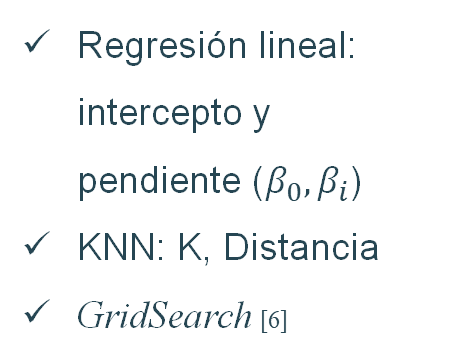 ✓ Regresión lineal:
intercepto y
pendiente (β₀, βᵢ)
✓ KNN: K, Distancia
✓ GridSearch [6]